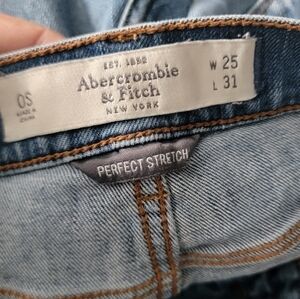 EST. 1892
Abercrombie
& Fitch
NEW YORK
W 25
L 31
0S
PERFECT STRETCH